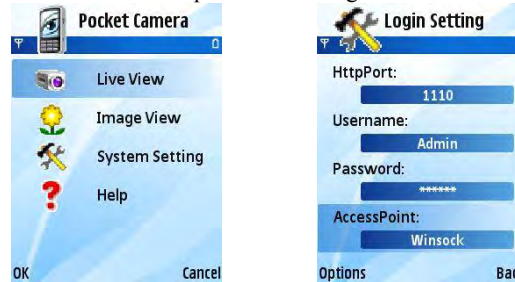 Pocket Camera
Live View
Image View
System Setting
Help
OK Cancel
Login Setting
HttpPort:
1110
Username:
Admin
Password:
******
AccessPoint:
Winsock
Options Bac